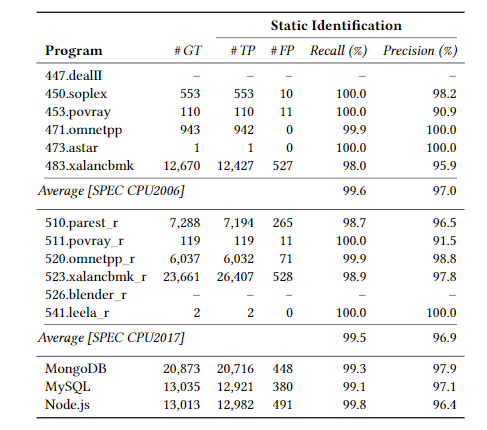 Static Identification
Program # GT # TP # FP Recall (%) Precision (%)
447.dealII – – – – –
450.soplex 553 553 10 100.0 98.2
453.povray 110 110 11 100.0 90.9
471.omnetpp 943 942 0 99.9 100.0
473.astar 1 1 0 100.0 100.0
483.xalancbmk 12,670 12,427 527 98.0 95.9
Average [SPEC CPU2006] 99.6 97.0
510.parest_r 7,288 7,194 265 98.7 96.5
511.povray_r 119 119 11 100.0 91.5
520.omnetpp_r 6,037 6,032 71 99.9 98.8
523.xalancbmk_r 23,661 26,407 528 98.9 97.8
526.blender_r – – – – –
541.leela_r 2 2 0 100.0 100.0
Average [SPEC CPU2017] 99.5 96.9
MongoDB 20,873 20,716 448 99.3 97.9
MySQL 13,035 12,921 380 99.1 97.1
Node.js 13,013 12,982 491 99.8 96.4